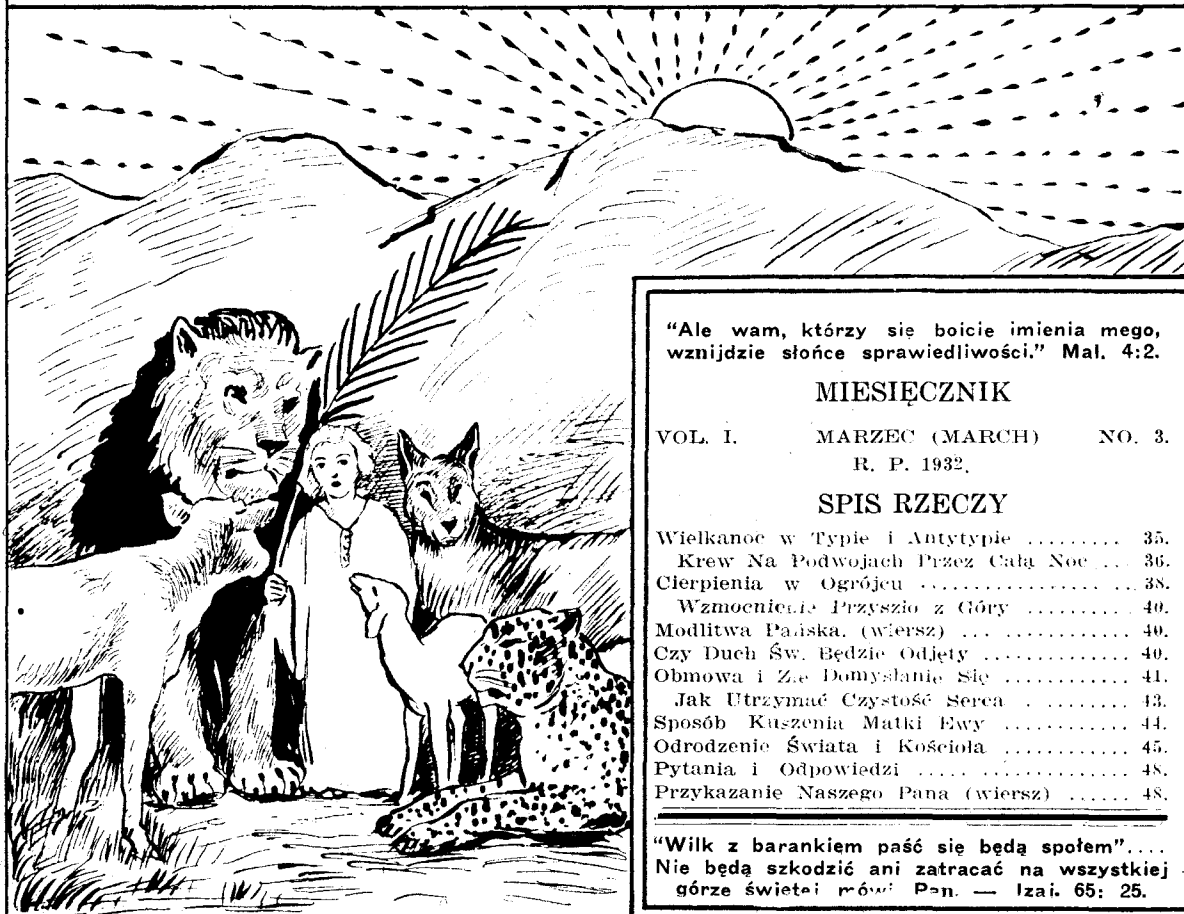 "Ale wam, którzy się boicie imienia mego,
wznijdzie słońce sprawiedliwości." Mal. 4:2.
MIESIĘCZNIK
VOL. I. MARZEC (MARCH) NO. 3.
R. P. 1932.
SPIS RZECZY
Wielkanoc w Typie i Antytypie ......... 35.
Krew Na Podwojach Przez Całą Noc ... 36.
Cierpienia w Ogrójcu ................ 38.
Wzmocnienie Przyszło z Góry ......... 40.
Modlitwa Pańska. (wiersz) ............... 40.
Czy Duch Św. Będzie Odjęty ............. 40.
Obmowa i Złe Domyślanie Się ............ 41.
Jak Utrzymać Czystość Serca .......... 43.
Sposób Kuszenia Matki Ewy ............ 44.
Odrodzenie Świata i Kościoła ............ 45.
Pytania i Odpowiedzi ..... .............. 48.
Przykazanie Naszego Pana (wiersz) ...... 48.
"Wilk z barankiem paść się będą społem"....
Nie będą szkodzić ani zatracać na wszystkiej
górze świętej mówi Pan. — Izai. 65: 25.